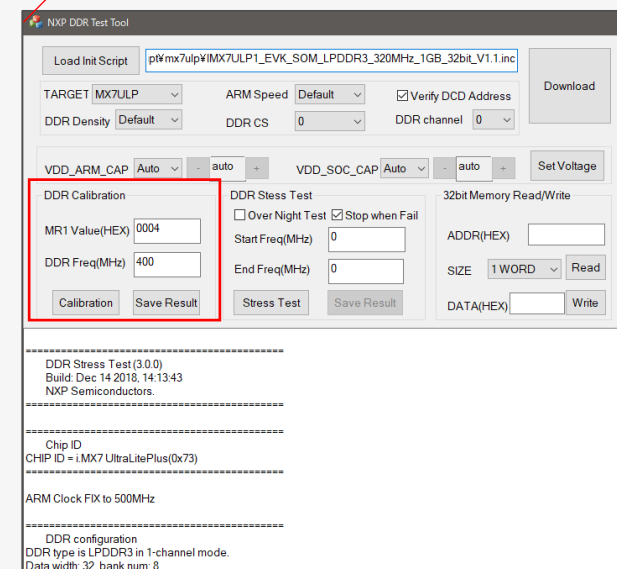 NXP DDR Test Tool
Load Init Script pt¥mx7ulp¥IMX7ULP1_EVK_SOM_LPDDR3_320MHz_1GB_32bit_V1.1.inc
Download
TARGET MX7ULP ARM Speed Default Verify DCD Address
DDR Density Default DDR CS 0 DDR channel 0
VDD_ARM_CAP Auto - auto + VDD_SOC_CAP Auto - auto + Set Voltage
DDR Calibration
MR1 Value(HEX) 0004
DDR Freq(MHz) 400
Calibration Save Result
DDR Stess Test
Over Night Test Stop when Fail
Start Freq(MHz) 0
End Freq(MHz) 0
Stress Test Save Result
32bit Memory Read/Write
ADDR(HEX)
SIZE 1 WORD Read
DATA(HEX) Write
============================================
DDR Stress Test (3.0.0)
Build: Dec 14 2018, 14:13:43
NXP Semiconductors.
============================================
============================================
Chip ID
CHIP ID = i.MX7 UltraLitePlus(0x73)
============================================
ARM Clock FIX to 500MHz
============================================
DDR configuration
DDR type is LPDDR3 in 1-channel mode.
Data width: 32, bank num: 8